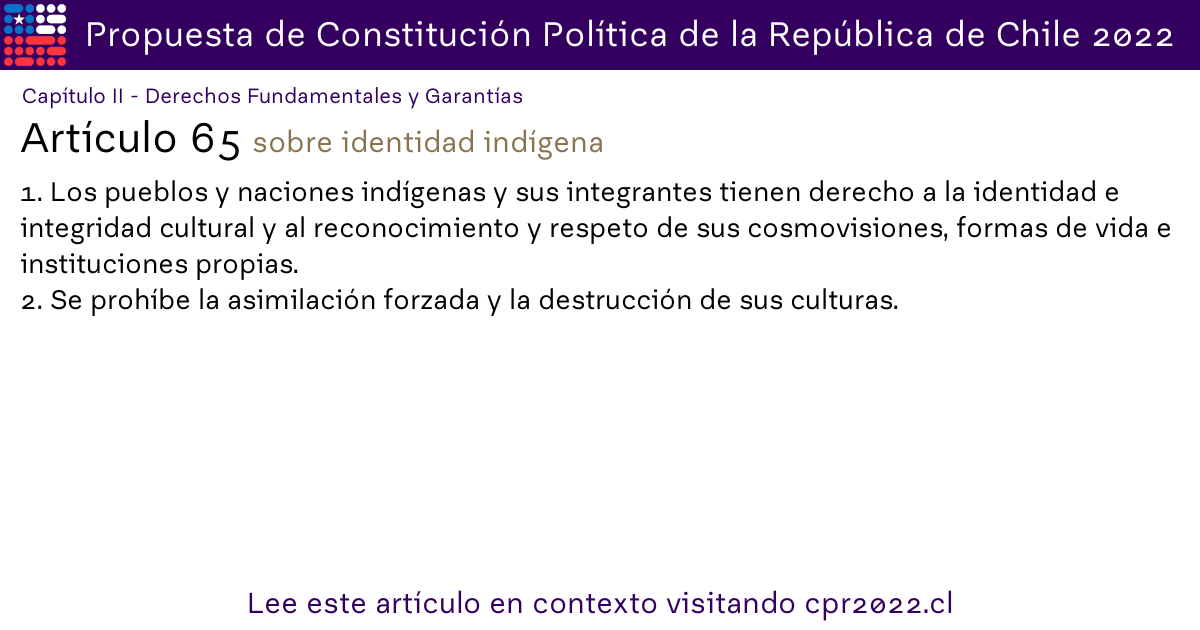 Propuesta de Constitución Política de la República de Chile 2022
Capítulo II - Derechos Fundamentales y Garantías
Artículo 65 sobre identidad indígena
1. Los pueblos y naciones indígenas y sus integrantes tienen derecho a la identidad e
integridad cultural y al reconocimiento y respeto de sus cosmovisiones, formas de vida e
instituciones propias.
2. Se prohíbe la asimilación forzada y la destrucción de sus culturas.
Lee este artículo en contexto visitando cpr2022.cl